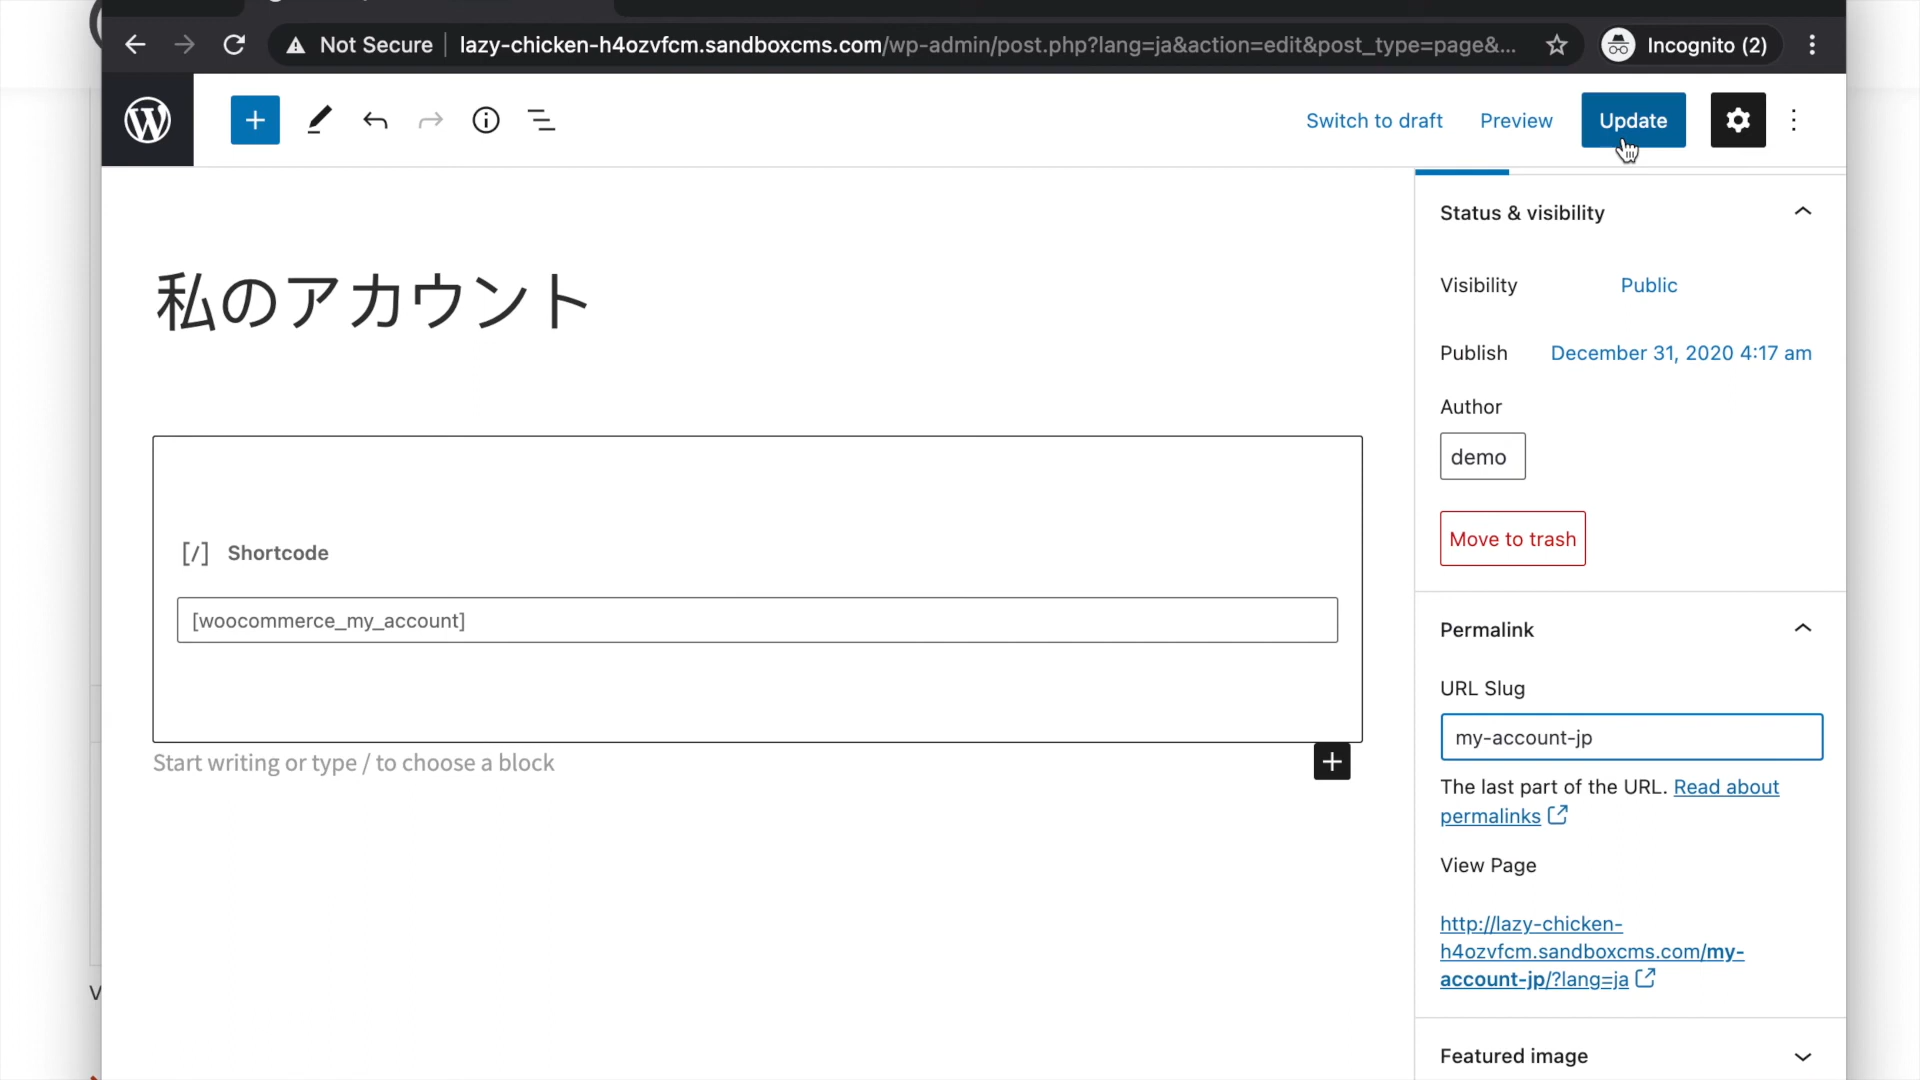 Not Secure
lazy-chicken-h4ozvfcm.sandboxcms.com/wp-admin/post.php?lang=ja&action=edit&post_type=page&...
Incognito (2)
Switch to draft
Preview
Update
Status & visibility
私のアカウント
Visibility
Public
Publish
December 31, 2020 4:17 am
Author
demo
[/] Shortcode
Move to trash
[woocommerce_my_account]
Permalink
URL Slug
my-account-jp
Start writing or type / to choose a block
The last part of the URL. Read about
permalinks
View Page
http://lazy-chicken-
h4ozvfcm.sandboxcms.com/my-
account-jp/?lang=ja
Featured image